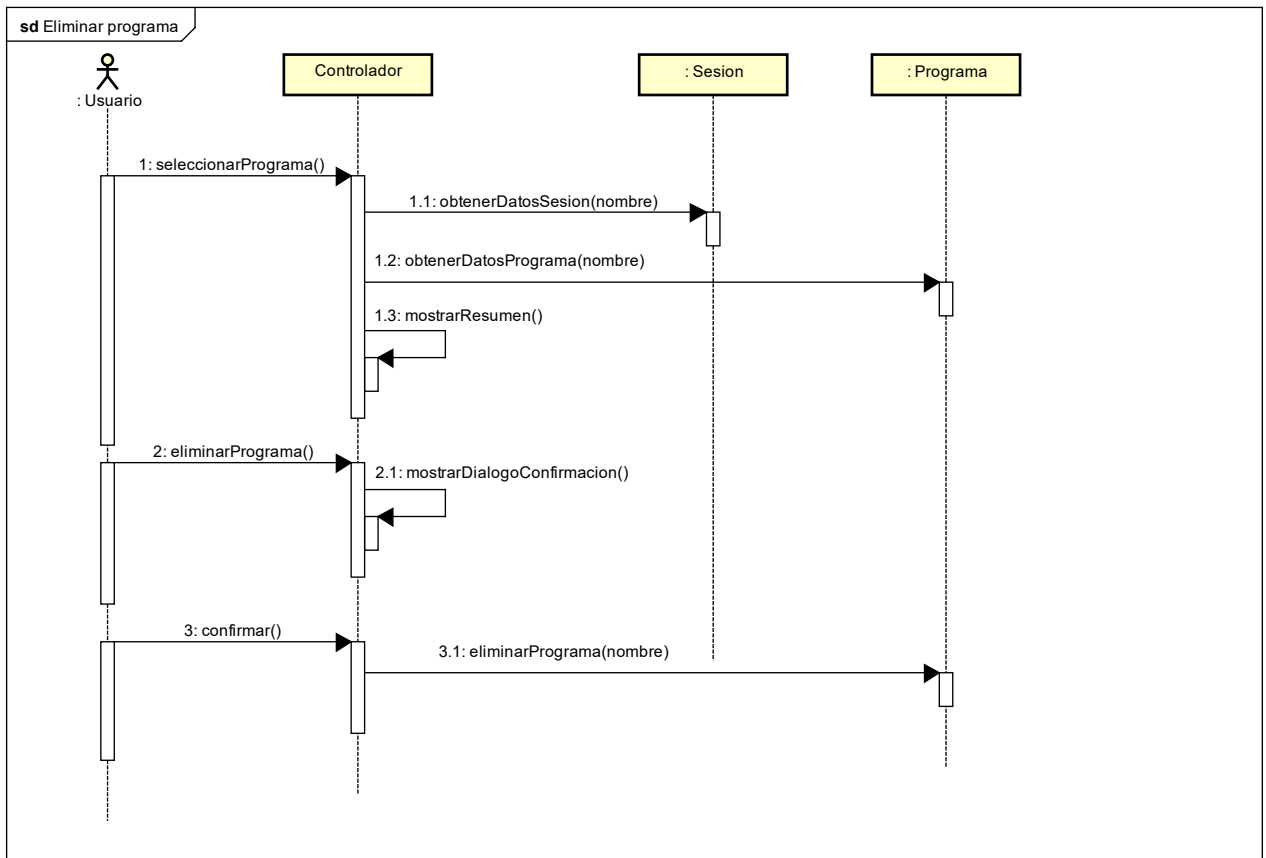 sd Eliminar programa
: Usuario
Controlador
: Sesion
: Programa
1: seleccionarPrograma()
1.1: obtenerDatosSesion(nombre)
1.2: obtenerDatosPrograma(nombre)
1.3: mostrarResumen()
2: eliminarPrograma()
2.1: mostrarDialogoConfirmacion()
3: confirmar()
3.1: eliminarPrograma(nombre)